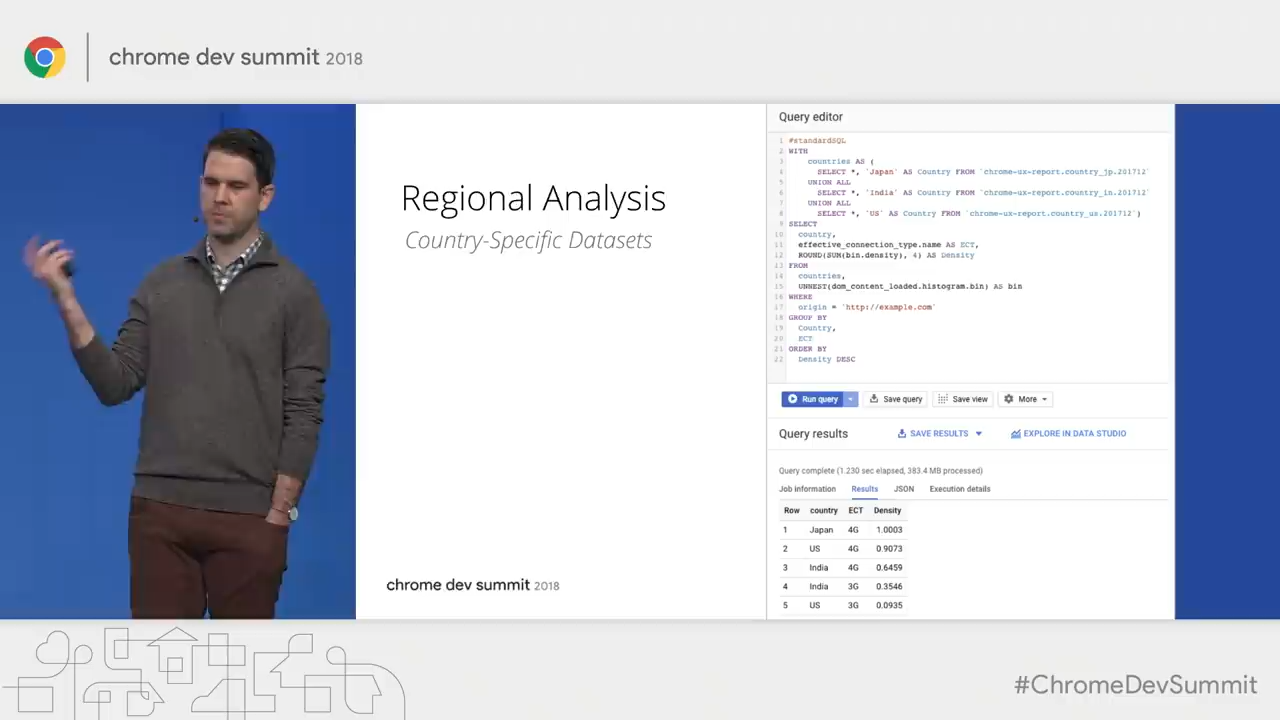 chrome dev summit 2018
Regional Analysis
Country-Specific Datasets
chrome dev summit 2018
Query editor
1 #standardSQL
2 WITH
3 countries AS (
4 SELECT *, 'Japan' AS Country FROM `chrome-ux-report.country_jp.201712`
5 UNION ALL
6 SELECT *, 'India' AS Country FROM `chrome-ux-report.country_in.201712`
7 UNION ALL
8 SELECT *, 'US' AS Country FROM `chrome-ux-report.country_us.201712`)
9 SELECT
10 country,
11 effective_connection_type.name AS ECT,
12 ROUND(SUM(bin.density), 4) AS Density
13 FROM
14 countries,
15 UNNEST(dom_content_loaded.histogram.bin) AS bin
16 WHERE
17 origin = 'http://example.com'
18 GROUP BY
19 Country,
20 ECT
21 ORDER BY
22 Density DESC
Run query Save query Save view More
Query results SAVE RESULTS EXPLORE IN DATA STUDIO
Query complete (1.230 sec elapsed, 383.4 MB processed)
Job information Results JSON Execution details
Row country ECT Density
1 Japan 4G 1.0003
2 US 4G 0.9073
3 India 4G 0.6459
4 India 3G 0.3546
5 US 3G 0.0935
#ChromeDevSummit